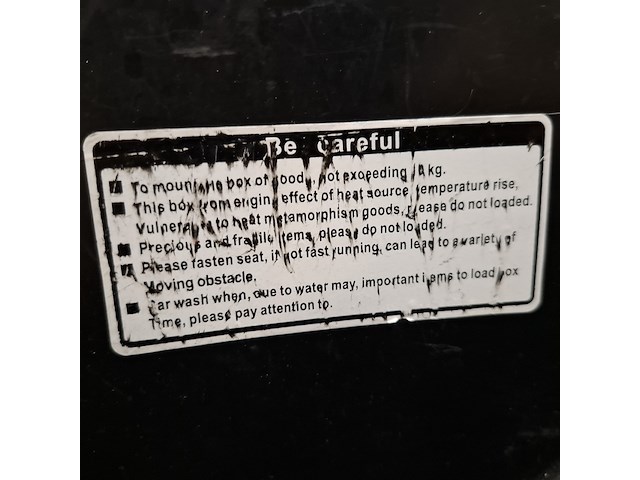 Be careful
To mount the box of goods, not exceeding kg.
This box from engine, effect of heat source temperature rise,
Vulnerable to heat metamorphism goods, please do not loaded.
Precious and fragile items, please do not loaded.
Please fasten seat, if not fast running, can lead to a variety of
Moving obstacle.
Car wash when, due to water may, important items to load box
Time, please pay attention to.